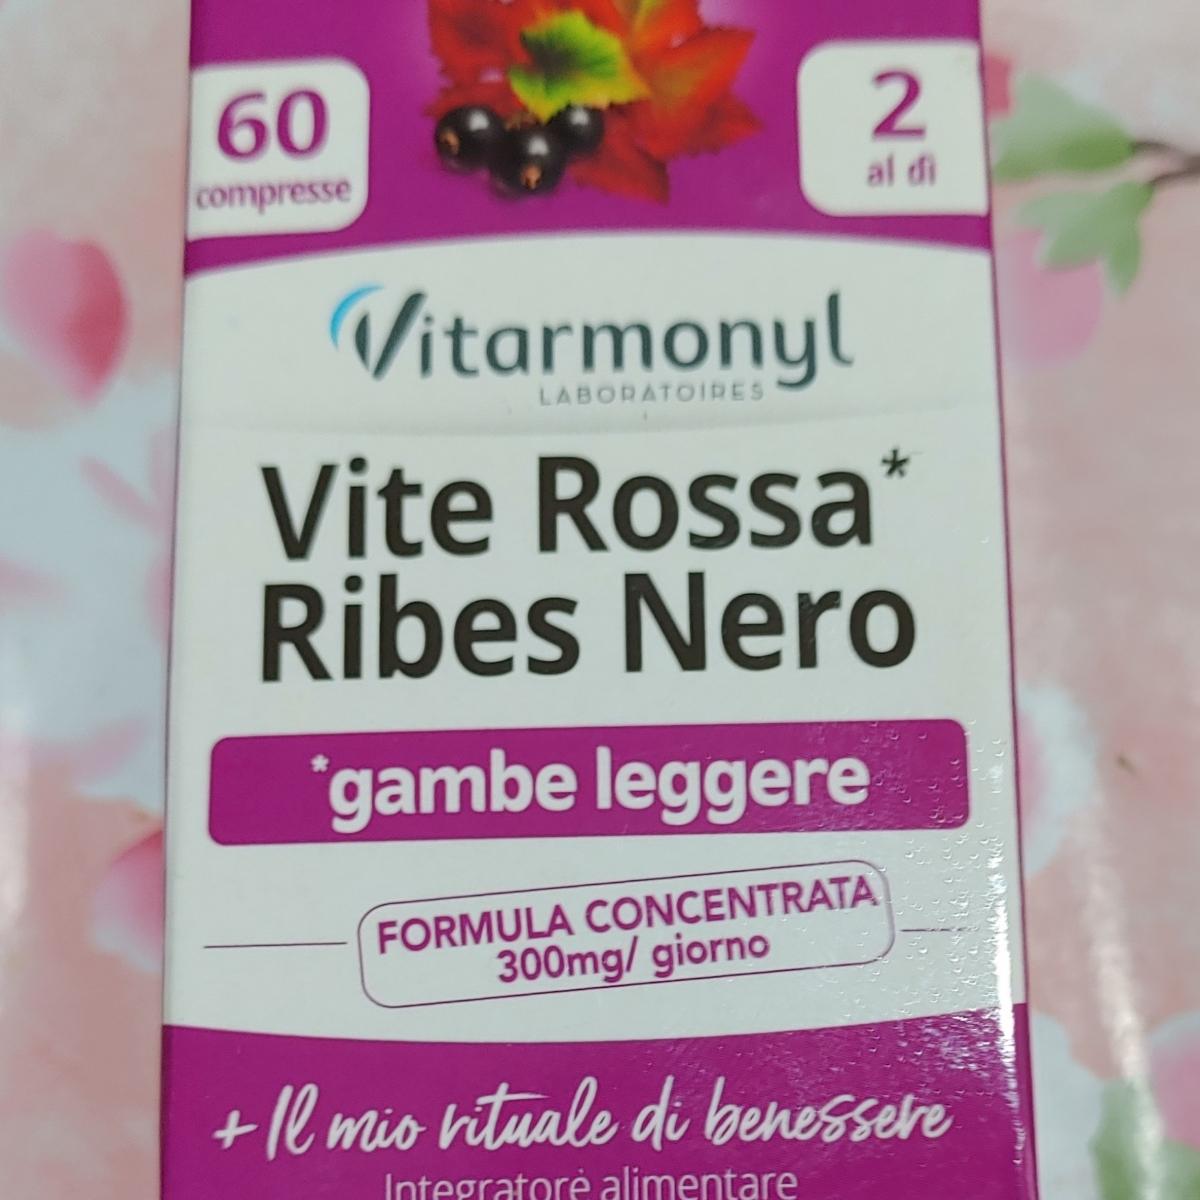 60
compresse
2
al dì
Vitarmonyl
LABORATOIRES
Vite Rossa*
Ribes Nero
*gambe leggere
FORMULA CONCENTRATA
300mg/ giorno
+ Il mio rituale di benessere
Integratore alimentare